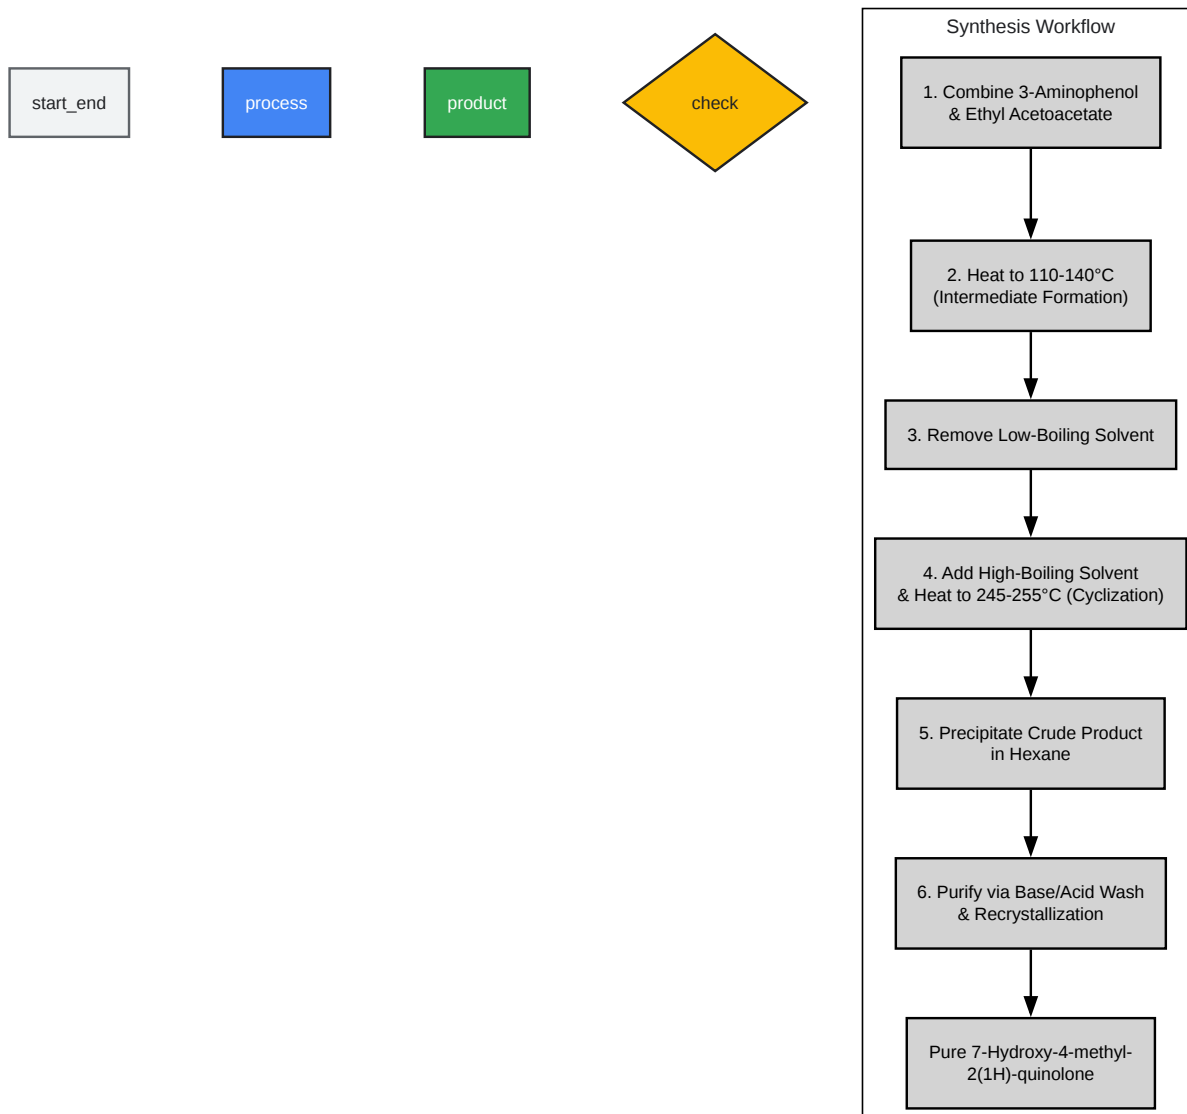 start_end
process
product
check
Synthesis Workflow
1. Combine 3-Aminophenol
& Ethyl Acetoacetate
2. Heat to 110-140°C
(Intermediate Formation)
3. Remove Low-Boiling Solvent
4. Add High-Boiling Solvent
& Heat to 245-255°C (Cyclization)
5. Precipitate Crude Product
in Hexane
6. Purify via Base/Acid Wash
& Recrystallization
Pure 7-Hydroxy-4-methyl-
2(1H)-quinolone